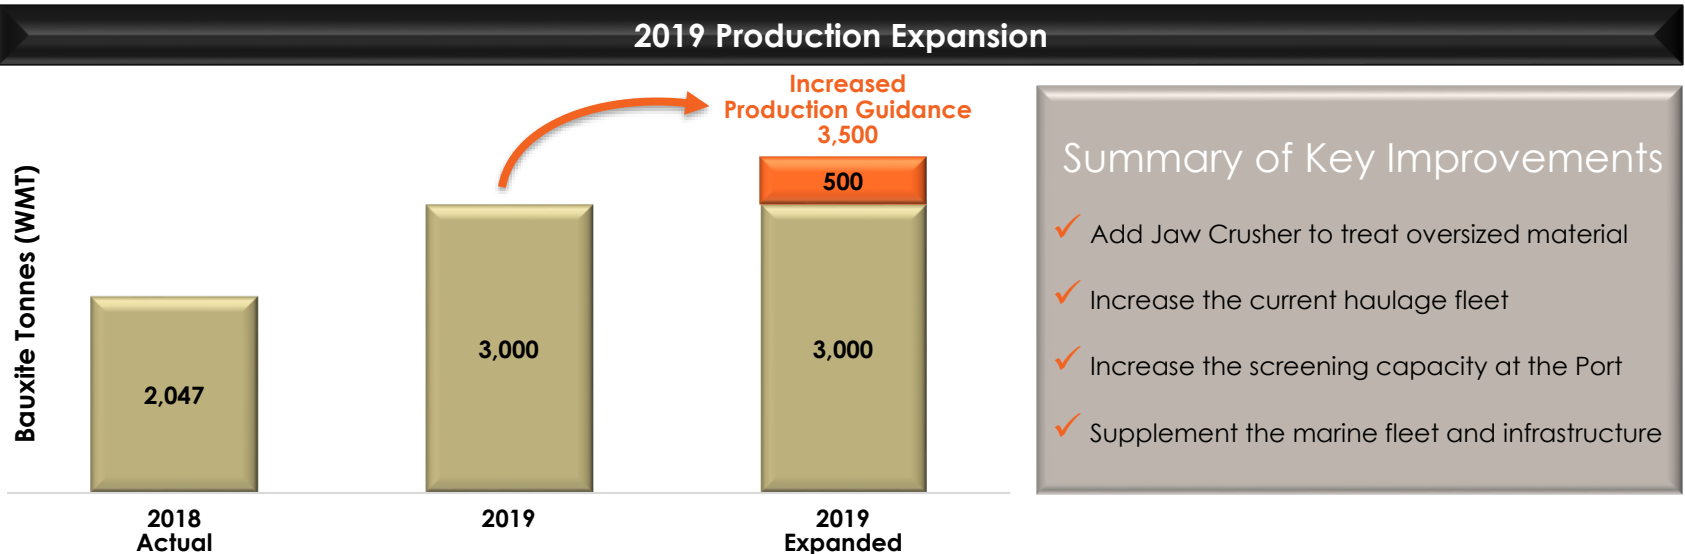 2019 Production Expansion
Increased
Production Guidance
3,500
Bauxite Tonnes (WMT)
2,047
3,000
500
3,000
2018
Actual
2019
2019
Expanded
Summary of Key Improvements
✓ Add Jaw Crusher to treat oversized material
✓ Increase the current haulage fleet
✓ Increase the screening capacity at the Port
✓ Supplement the marine fleet and infrastructure